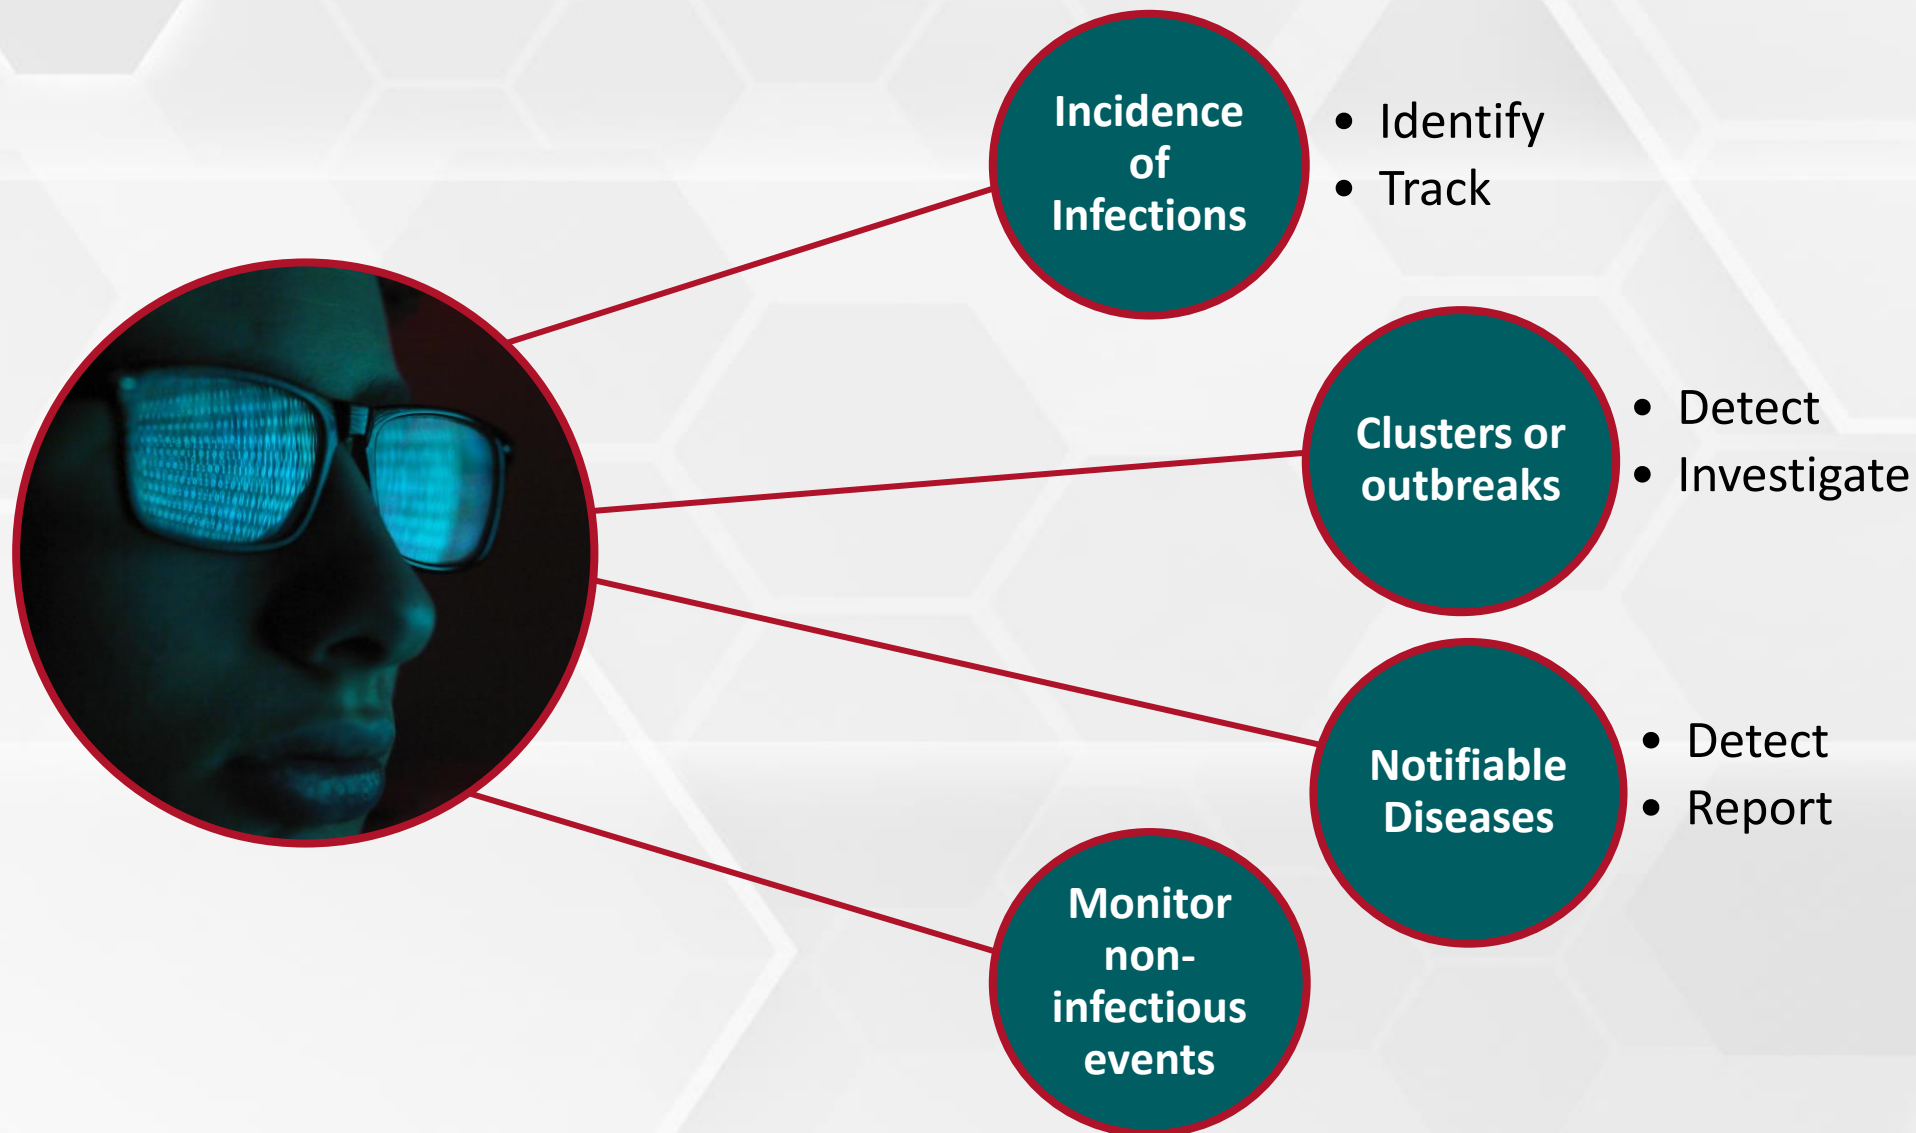 Incidence
of
Infections
• Identify
• Track
Clusters or
outbreaks
• Detect
• Investigate
Notifiable
Diseases
• Detect
• Report
Monitor
non-
infectious
events